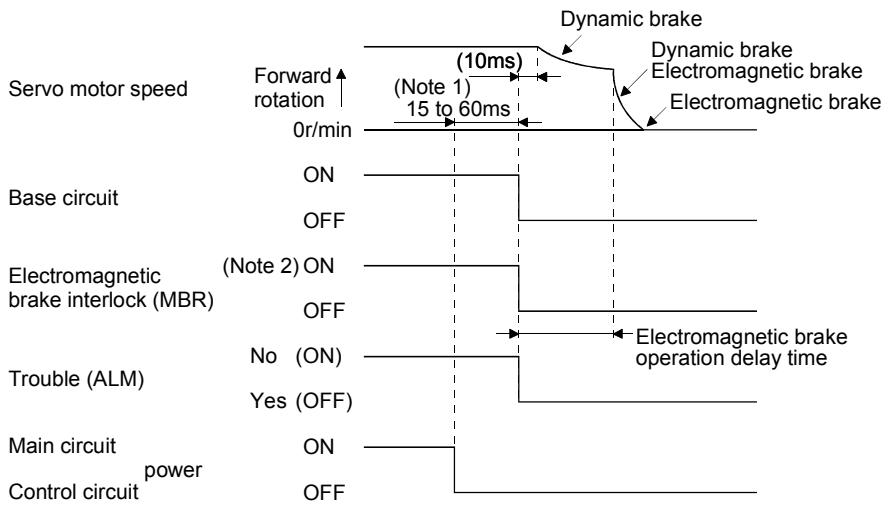 Dynamic brake
Dynamic brake
Electromagnetic brake
Electromagnetic brake
(10ms)
Servo motor speed
Forward
rotation
(Note 1)
15 to 60ms
0r/min
Base circuit
ON
OFF
Electromagnetic
brake interlock (MBR)
(Note 2) ON
OFF
Electromagnetic brake
operation delay time
Trouble (ALM)
No (ON)
Yes (OFF)
Main circuit
power
Control circuit
ON
OFF